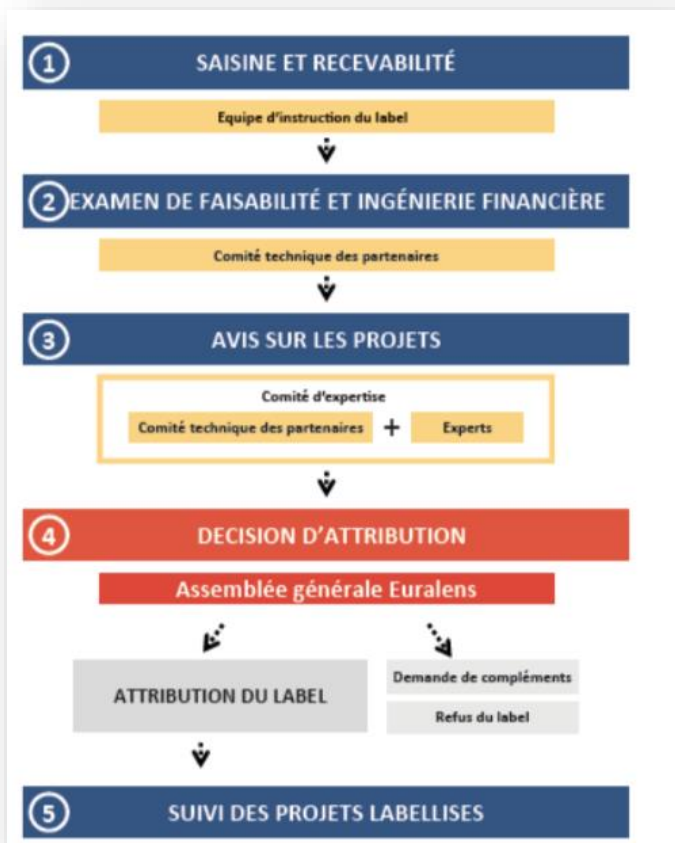 1 SAISINE ET RECEVABILITÉ
Equipe d'instruction du label
2 EXAMEN DE FAISABILITÉ ET INGÉNIERIE FINANCIÈRE
Comité technique des partenaires
3 AVIS SUR LES PROJETS
Comité d'expertise
Comité technique des partenaires + Experts
4 DECISION D'ATTRIBUTION
Assemblée générale Euralens
ATTRIBUTION DU LABEL
Demande de compléments
Refus du label
5 SUIVI DES PROJETS LABELLISES